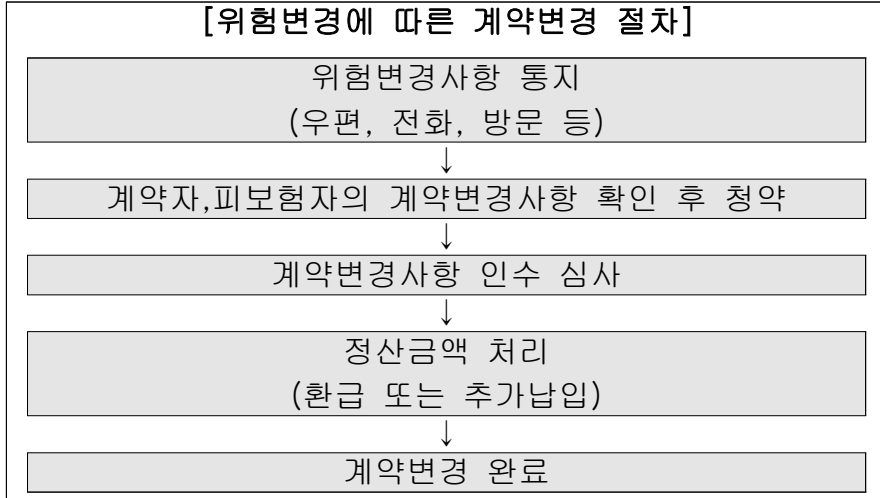 [위험변경에 따른 계약변경 절차]
위험변경사항 통지
(우편, 전화, 방문 등)
↓
계약자,피보험자의 계약변경사항 확인 후 청약
↓
계약변경사항 인수 심사
↓
정산금액 처리
(환급 또는 추가납입)
↓
계약변경 완료